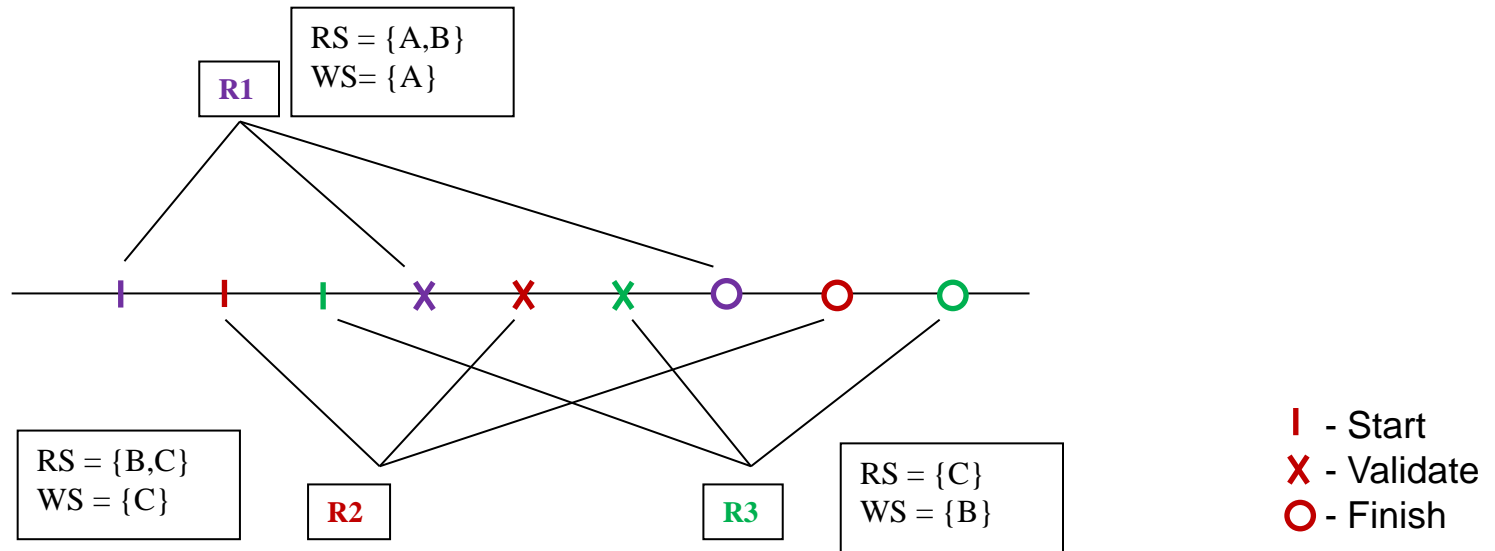 RS = {A,B}
WS= {A}
R1
RS = {B,C}
WS = {C}
R2
R3
RS = {C}
WS = {B}
I - Start
X - Validate
O - Finish